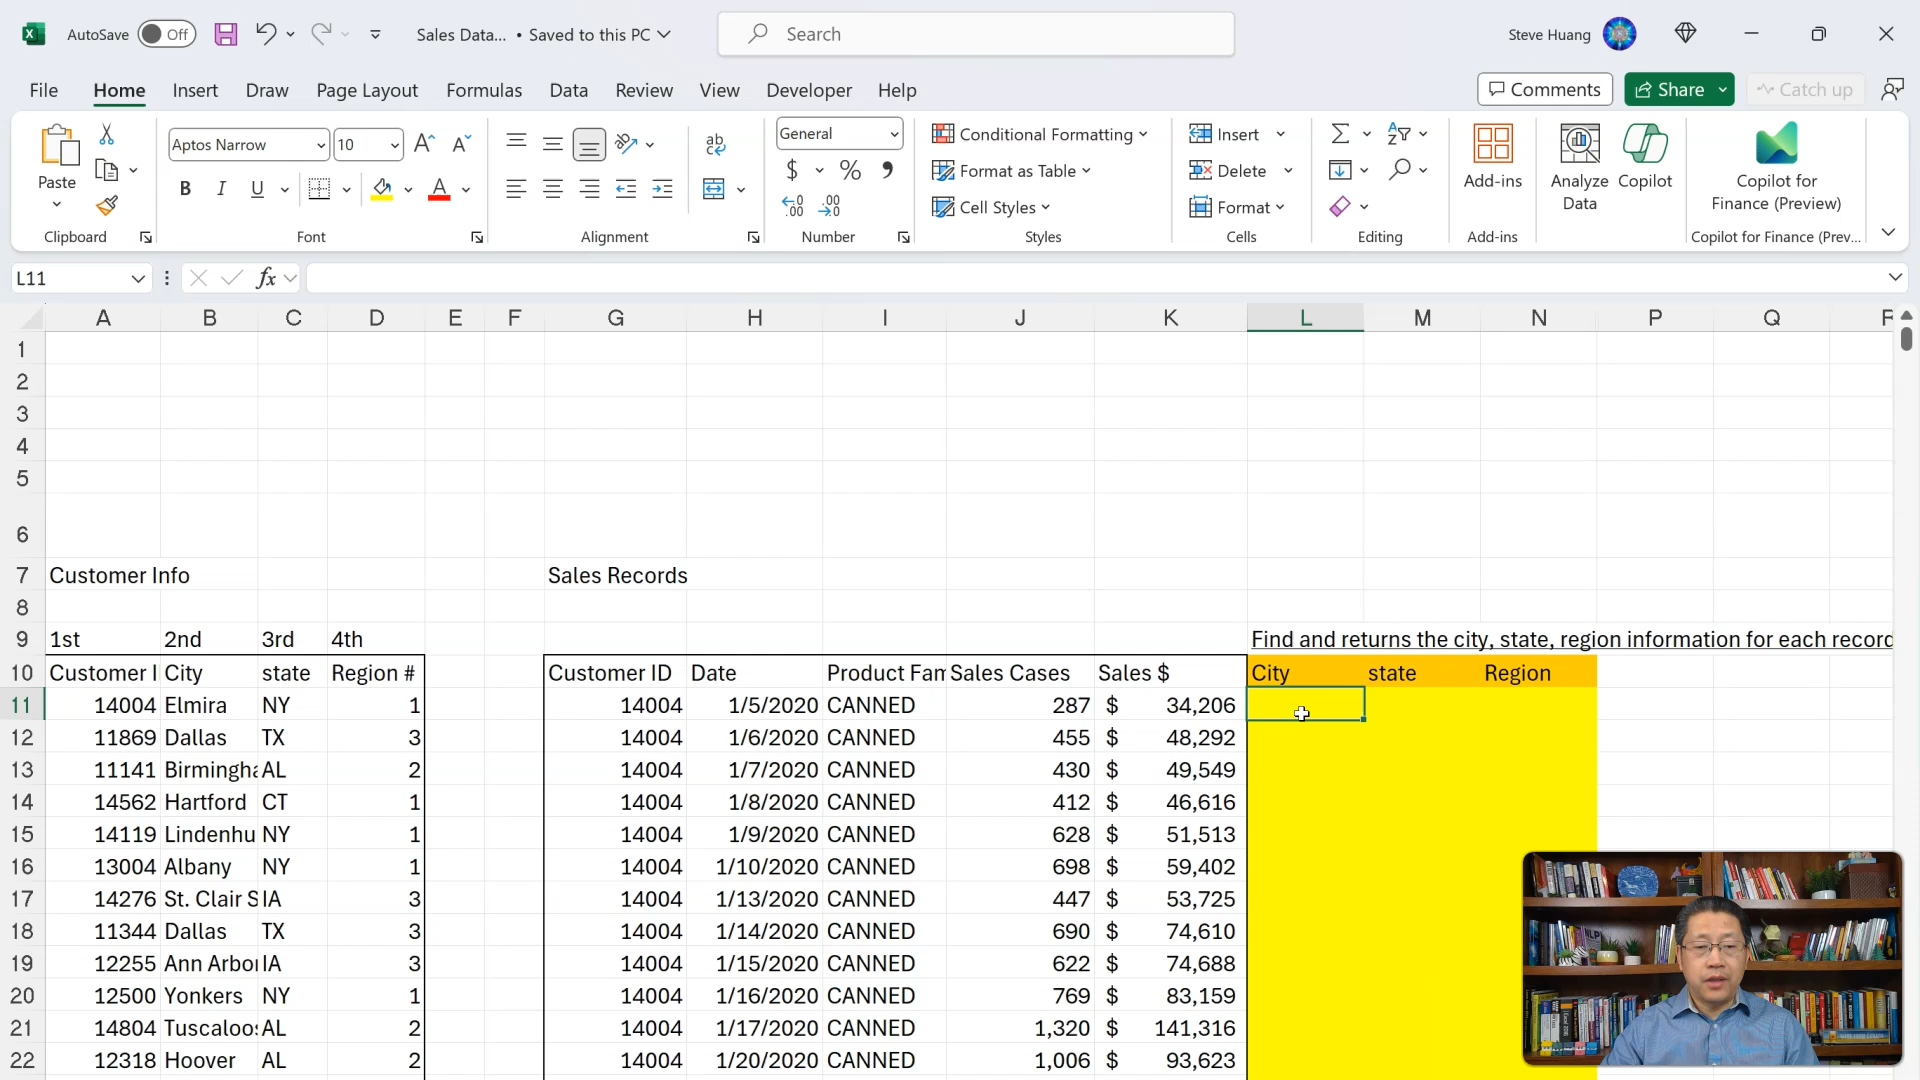 AutoSave Off Sales Data... • Saved to this PC Search Steve Huang
File Home Insert Draw Page Layout Formulas Data Review View Developer Help Comments Share Catch up
Paste
Clipboard
Aptos Narrow 10
B I U A
Font
ab
Alignment
General
$ % 9
.00 .00
Number
Conditional Formatting
Format as Table
Cell Styles
Styles
Insert
Delete
Format
Cells
Editing
Add-ins
Add-ins
Analyze Data
Copilot
Copilot for Finance (Preview)
Copilot for Finance (Prev...
L11 fx
A B C D E F G H I J K L M N P Q F
1
2
3
4
5
6
7 Customer Info Sales Records
8
9 1st 2nd 3rd 4th Find and returns the city, state, region information for each record
10 Customer I City state Region # Customer ID Date Product Fam Sales Cases Sales $ City state Region
11 14004 Elmira NY 1 14004 1/5/2020 CANNED 287 $ 34,206
12 11869 Dallas TX 3 14004 1/6/2020 CANNED 455 $ 48,292
13 11141 Birmingha AL 2 14004 1/7/2020 CANNED 430 $ 49,549
14 14562 Hartford CT 1 14004 1/8/2020 CANNED 412 $ 46,616
15 14119 Lindenhu NY 1 14004 1/9/2020 CANNED 628 $ 51,513
16 13004 Albany NY 1 14004 1/10/2020 CANNED 698 $ 59,402
17 14276 St. Clair S IA 3 14004 1/13/2020 CANNED 447 $ 53,725
18 11344 Dallas TX 3 14004 1/14/2020 CANNED 690 $ 74,610
19 12255 Ann Arbor IA 3 14004 1/15/2020 CANNED 622 $ 74,688
20 12500 Yonkers NY 1 14004 1/16/2020 CANNED 769 $ 83,159
21 14804 Tuscaloos AL 2 14004 1/17/2020 CANNED 1,320 $ 141,316
22 12318 Hoover AL 2 14004 1/20/2020 CANNED 1,006 $ 93,623